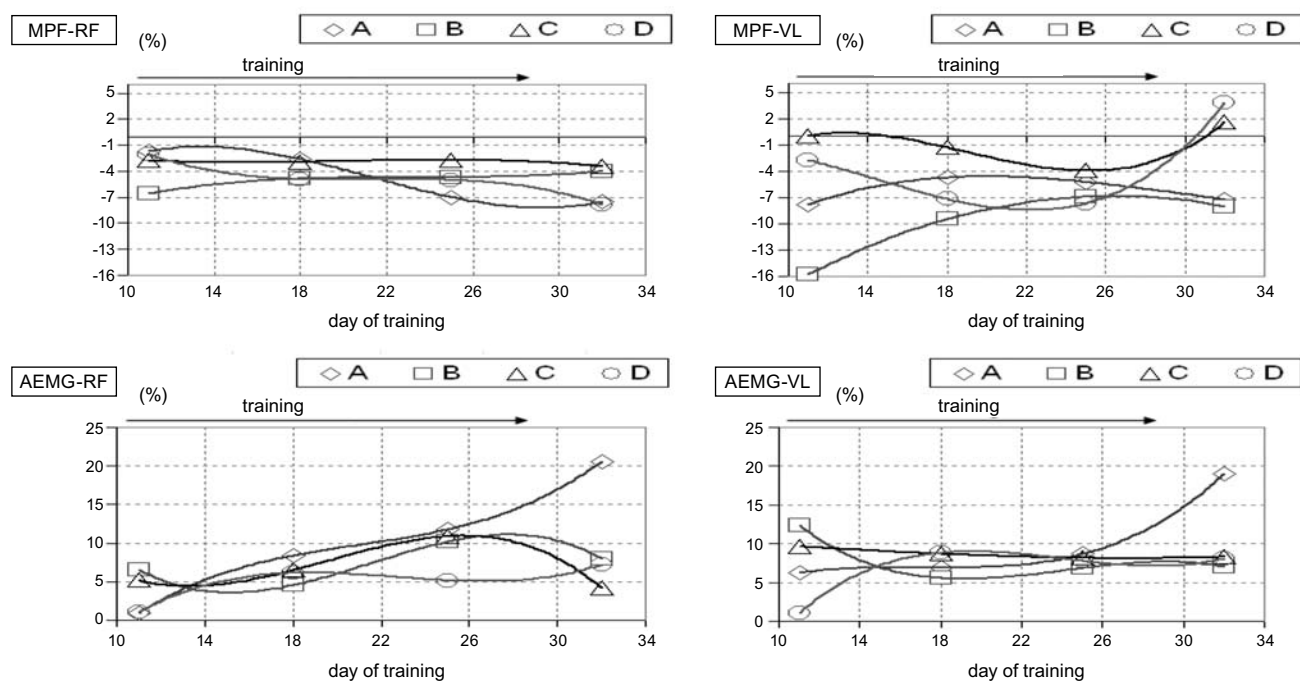 MPF-RF
(%)
A B C D
training
5
2
-1
-4
-7
-10
-13
-16
10 14 18 22 26 30 34
day of training
MPF-VL
(%)
A B C D
training
5
2
-1
-4
-7
-10
-13
-16
10 14 18 22 26 30 34
day of training
AEMG-RF
(%)
A B C D
training
25
20
15
10
5
0
10 14 18 22 26 30 34
day of training
AEMG-VL
(%)
A B C D
training
25
20
15
10
5
0
10 14 18 22 26 30 34
day of training